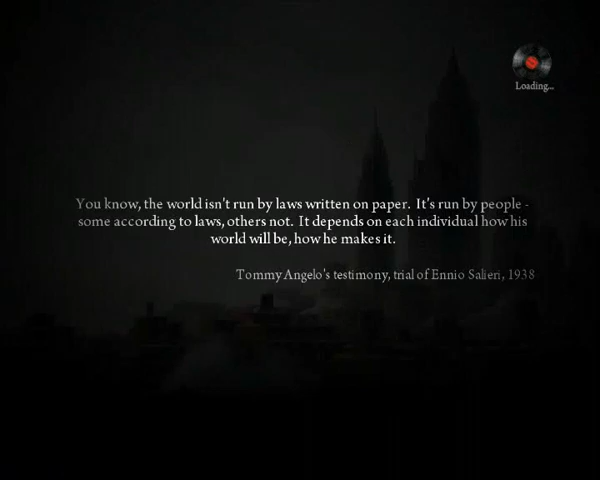 Loading...
You know, the world isn't run by laws written on paper. It's run by people -
some according to laws, others not. It depends on each individual how his
world will be, how he makes it.
Tommy Angelo's testimony, trial of Ennio Salieri, 1938